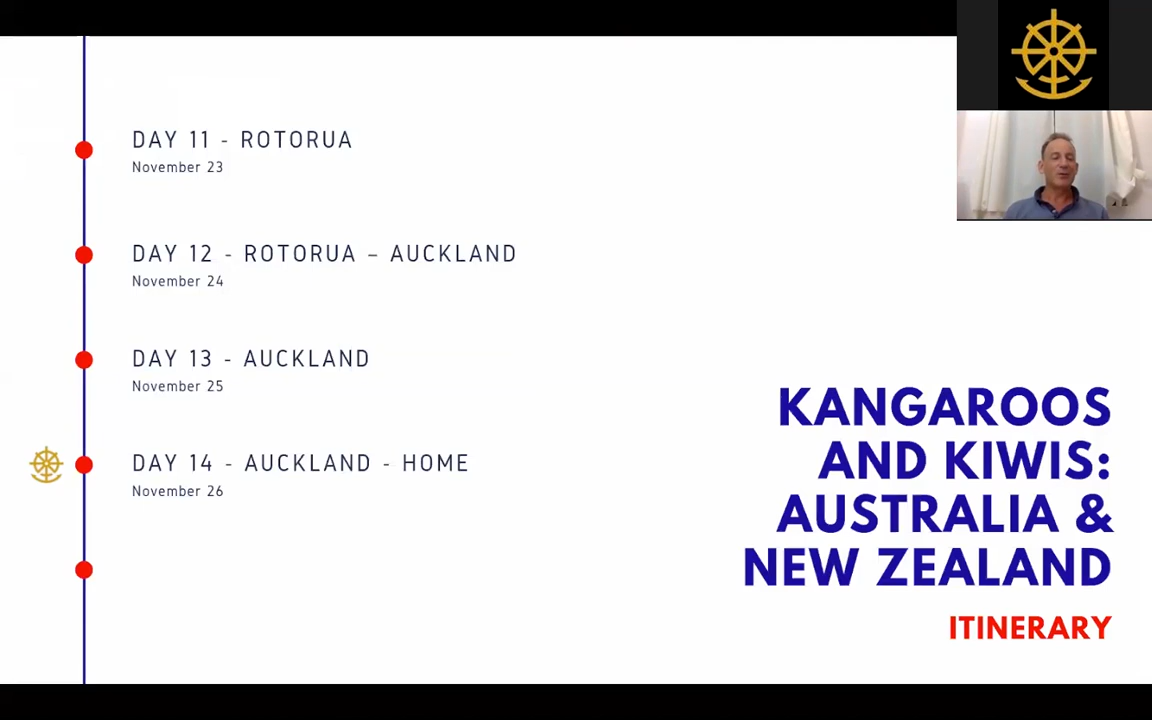 DAY 11 - ROTORUA
November 23
DAY 12 - ROTORUA – AUCKLAND
November 24
DAY 13 - AUCKLAND
November 25
DAY 14 - AUCKLAND - HOME
November 26
KANGAROOS
AND KIWIS:
AUSTRALIA &
NEW ZEALAND
ITINERARY